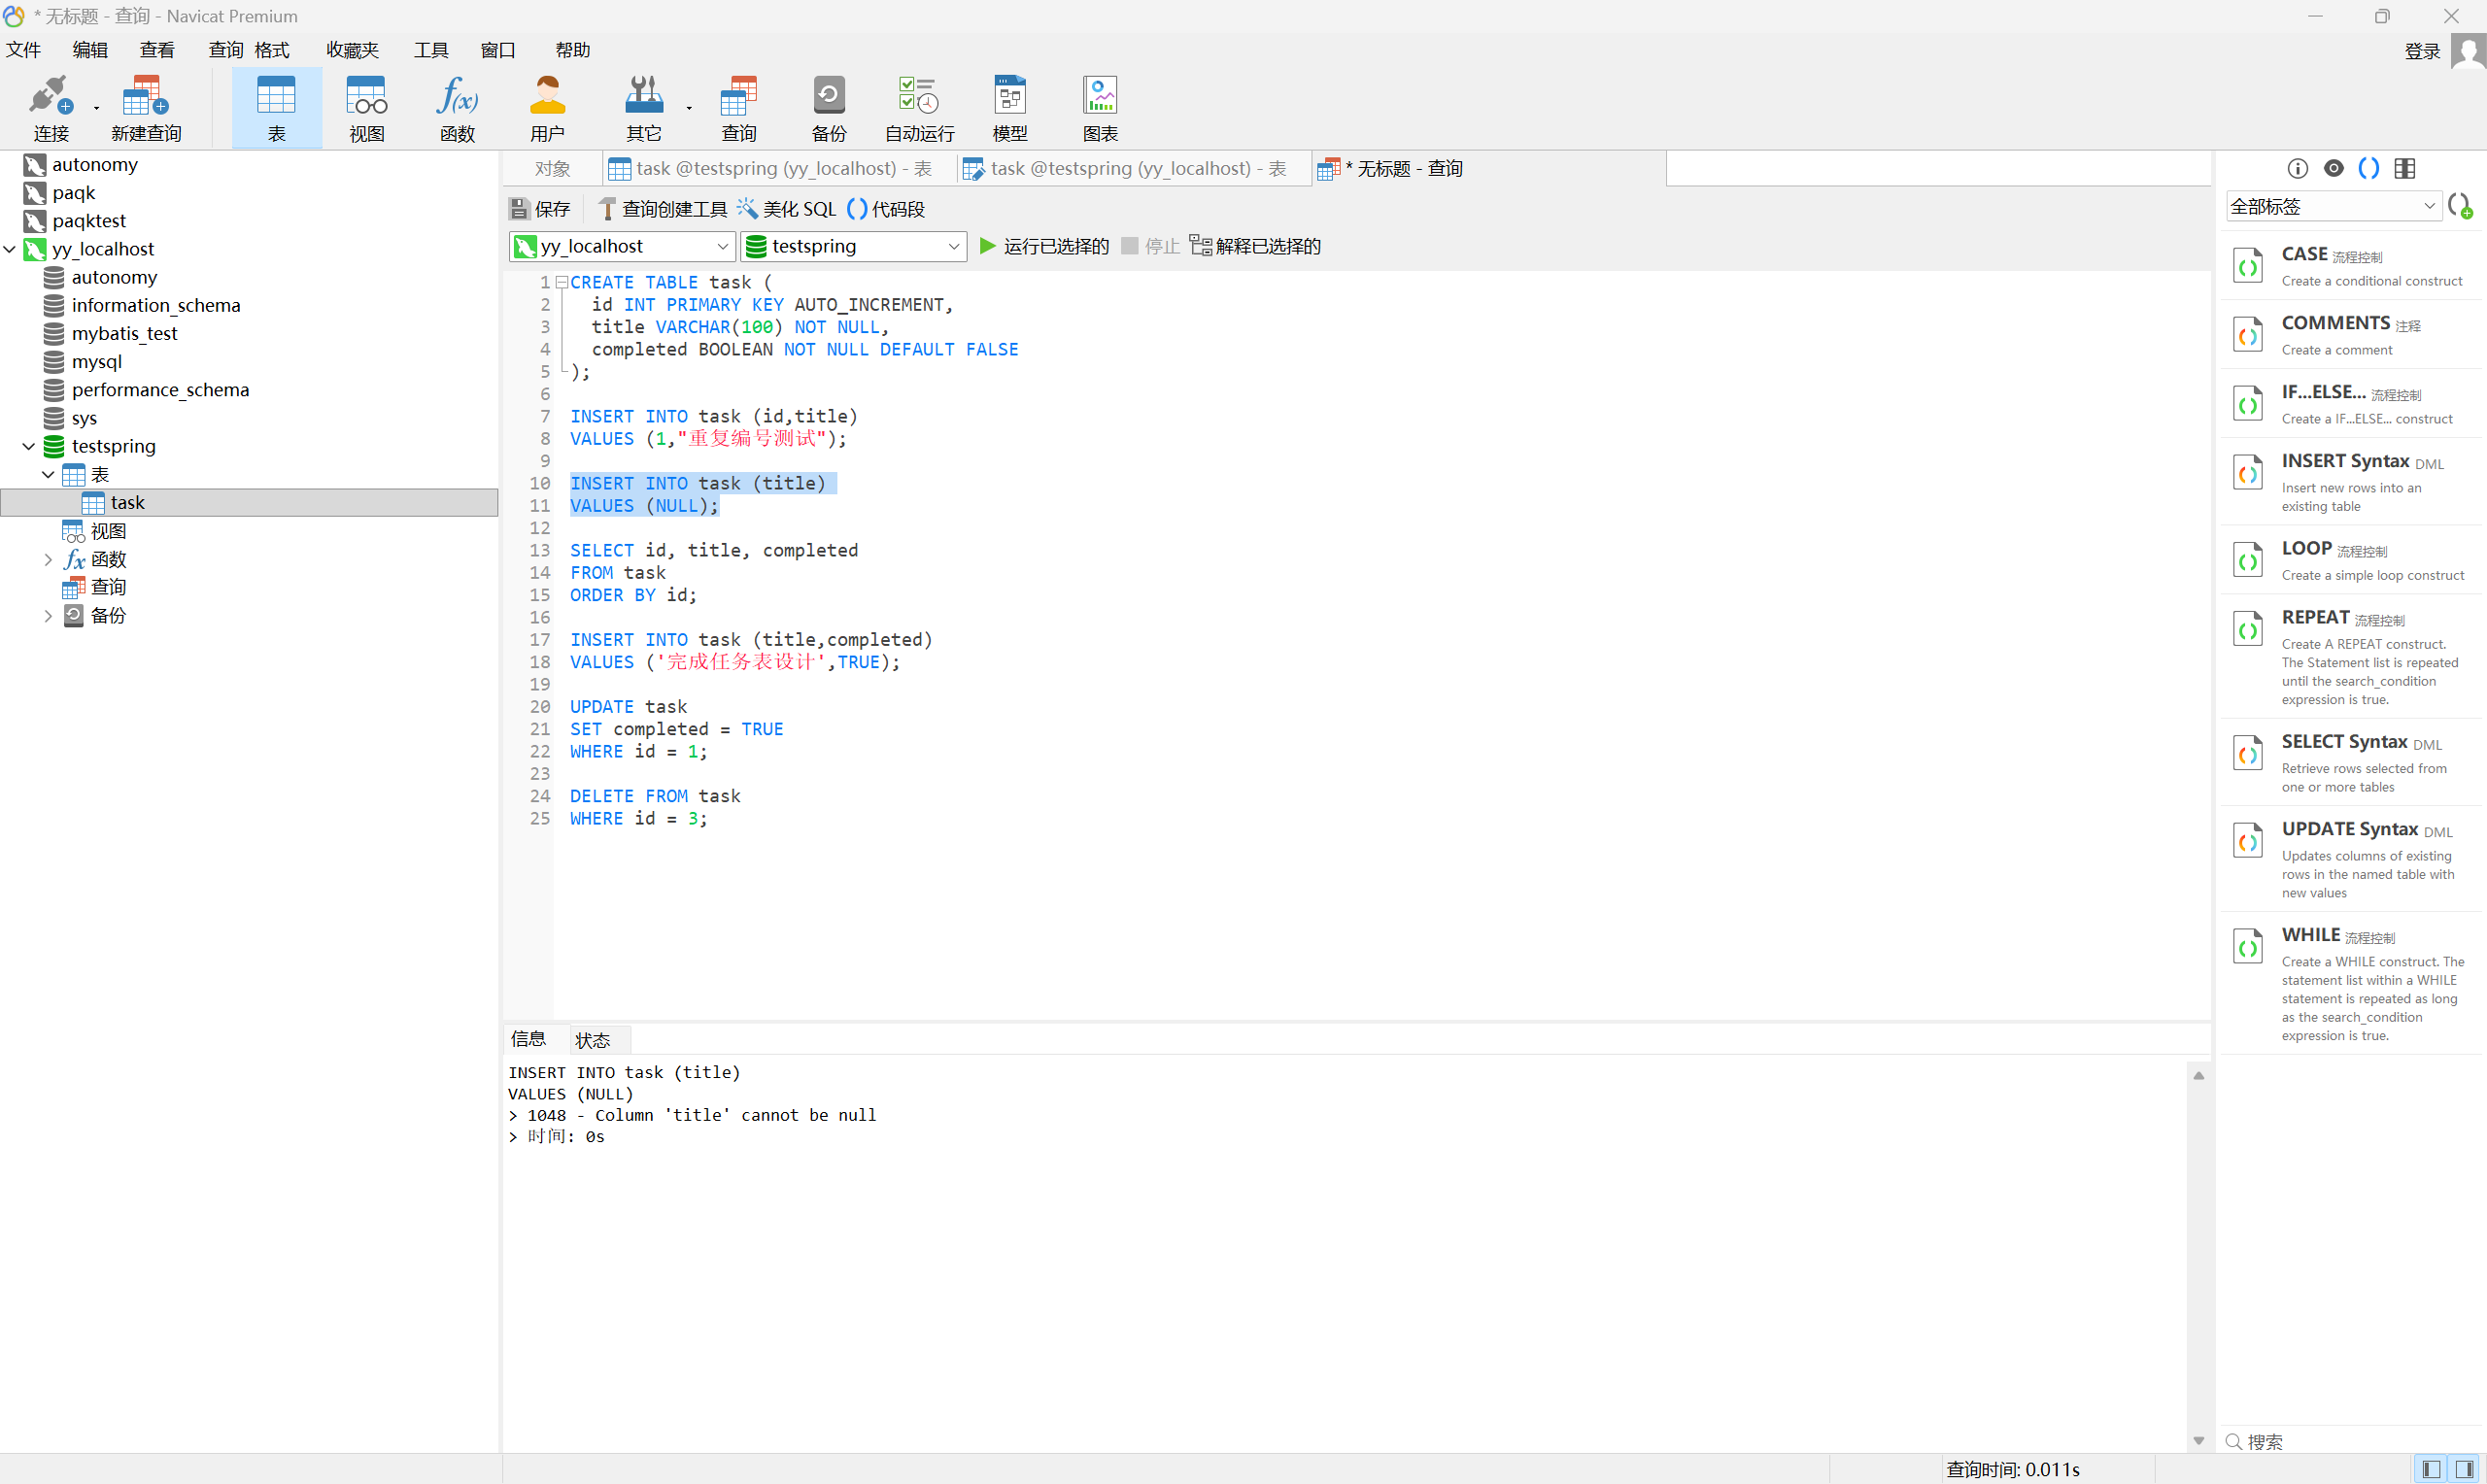 * 无标题 - 查询 - Navicat Premium
文件 编辑 查看 查询 格式 收藏夹 工具 窗口 帮助 登录
连接 新建查询 表 视图 函数 用户 其它 查询 备份 自动运行 模型 图表
autonomy
paqk
paqktest
yy_localhost
autonomy
information_schema
mybatis_test
mysql
performance_schema
sys
testspring
表
task
视图
函数
查询
备份
对象 task @testspring (yy_localhost) - 表 task @testspring (yy_localhost) - 表 * 无标题 - 查询
保存 查询创建工具 美化 SQL 代码段
yy_localhost testspring 运行已选择的 停止 解释已选择的
1 CREATE TABLE task (
2 id INT PRIMARY KEY AUTO_INCREMENT,
3 title VARCHAR(100) NOT NULL,
4 completed BOOLEAN NOT NULL DEFAULT FALSE
5 );
6
7 INSERT INTO task (id,title)
8 VALUES (1,"重复编号测试");
9
10 INSERT INTO task (title)
11 VALUES (NULL);
12
13 SELECT id, title, completed
14 FROM task
15 ORDER BY id;
16
17 INSERT INTO task (title,completed)
18 VALUES ('完成任务表设计',TRUE);
19
20 UPDATE task
21 SET completed = TRUE
22 WHERE id = 1;
23
24 DELETE FROM task
25 WHERE id = 3;
信息 状态
INSERT INTO task (title)
VALUES (NULL)
> 1048 - Column 'title' cannot be null
> 时间: 0s
全部标签
CASE 流程控制
Create a conditional construct
COMMENTS 注释
Create a comment
IF...ELSE... 流程控制
Create a IF...ELSE... construct
INSERT Syntax DML
Insert new rows into an
existing table
LOOP 流程控制
Create a simple loop construct
REPEAT 流程控制
Create A REPEAT construct.
The Statement list is repeated
until the search_condition
expression is true.
SELECT Syntax DML
Retrieve rows selected from
one or more tables
UPDATE Syntax DML
Updates columns of existing
rows in the named table with
new values
WHILE 流程控制
Create a WHILE construct. The
statement list within a WHILE
statement is repeated as long
as the search_condition
expression is true.
搜索
查询时间: 0.011s